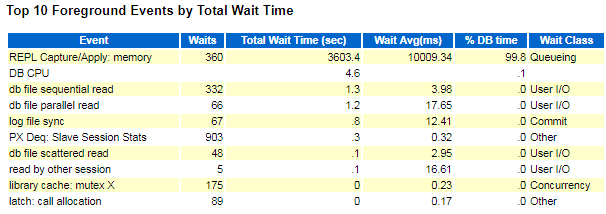 Top 10 Foreground Events by Total Wait Time
Event Waits Total Wait Time (sec) Wait Avg(ms) % DB time Wait Class
REPL Capture/Apply: memory 360 3603.4 10009.34 99.8 Queueing
DB CPU 4.6 .1
db file sequential read 332 1.3 3.98 .0 User I/O
db file parallel read 66 1.2 17.65 .0 User I/O
log file sync 67 .8 12.41 .0 Commit
PX Deq: Slave Session Stats 903 .3 0.32 .0 Other
db file scattered read 48 .1 2.95 .0 User I/O
read by other session 5 .1 16.61 .0 User I/O
library cache: mutex X 175 0 0.23 .0 Concurrency
latch: call allocation 89 0 0.17 .0 Other